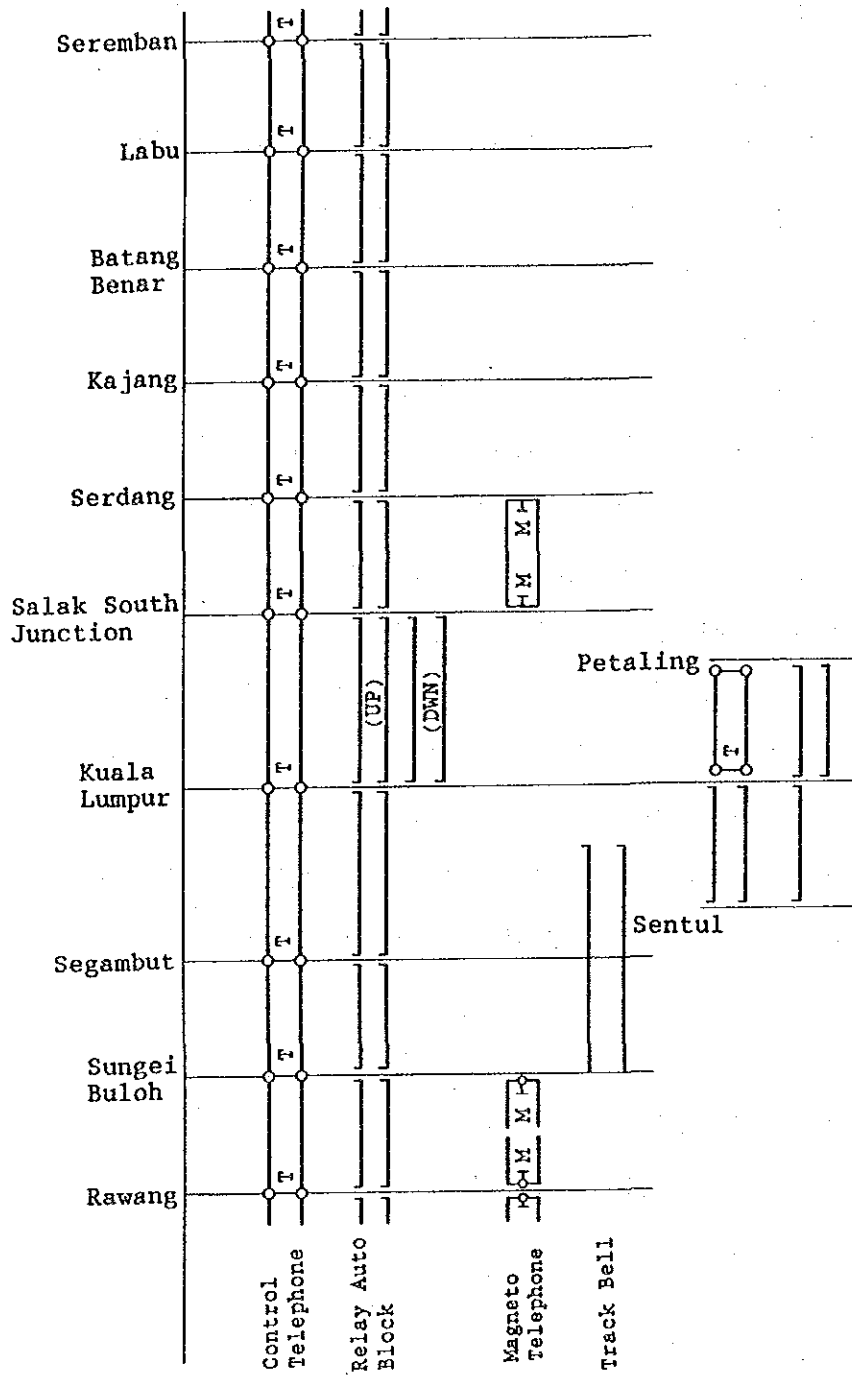 Seremban
T
Labu
T
Batang
Benar
T
Kajang
T
Serdang
T
M
M
Salak South
Junction
T
(UP)
(DWN)
Petaling
T
Kuala
Lumpur
T
Sentul
Segambut
T
Sungei
Buloh
T
M
M
Rawang
T
Control
Telephone
Relay Auto
Block
Magneto
Telephone
Track Bell